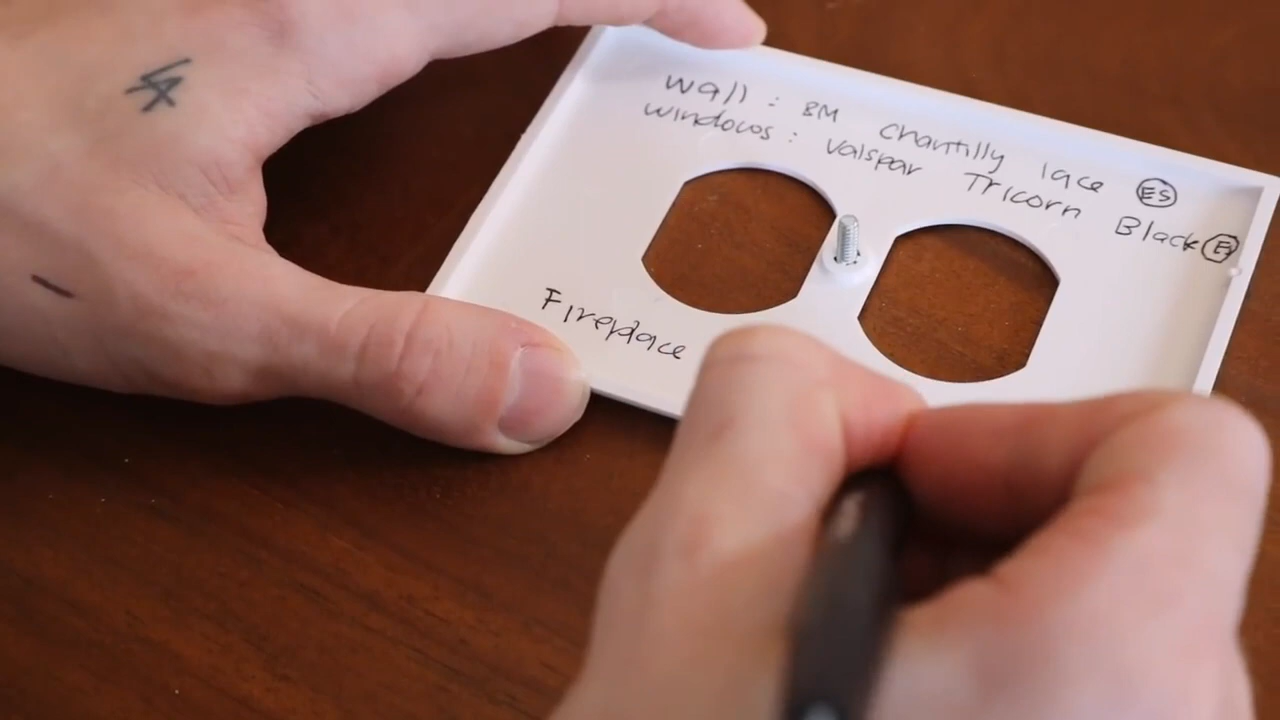 wall : BM chantilly lace ES
windows : valspar Tricorn Black E
Fireplace